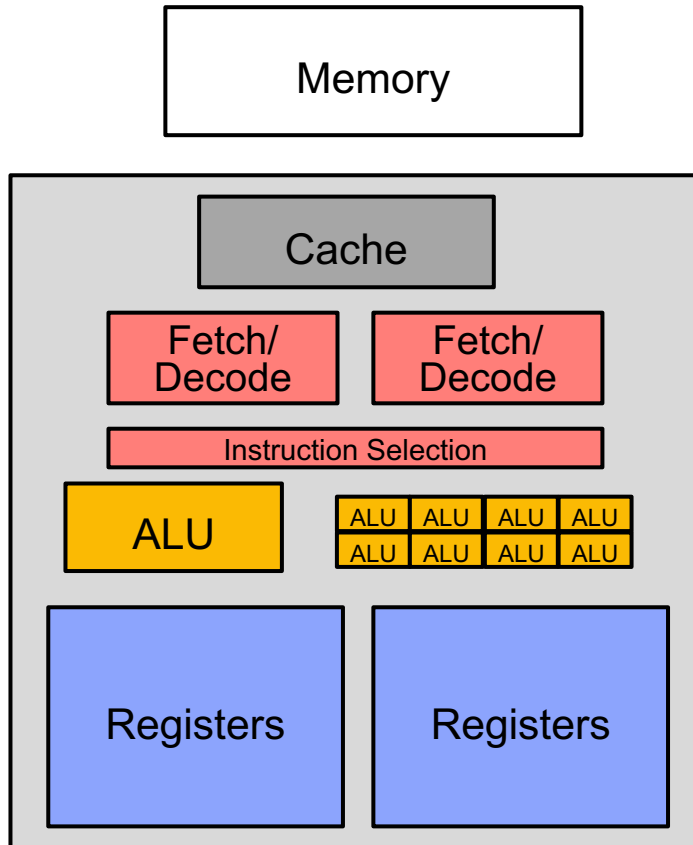 Memory
Cache
Fetch/
Decode
Fetch/
Decode
Instruction Selection
ALU
ALU ALU ALU ALU
ALU ALU ALU ALU
Registers
Registers